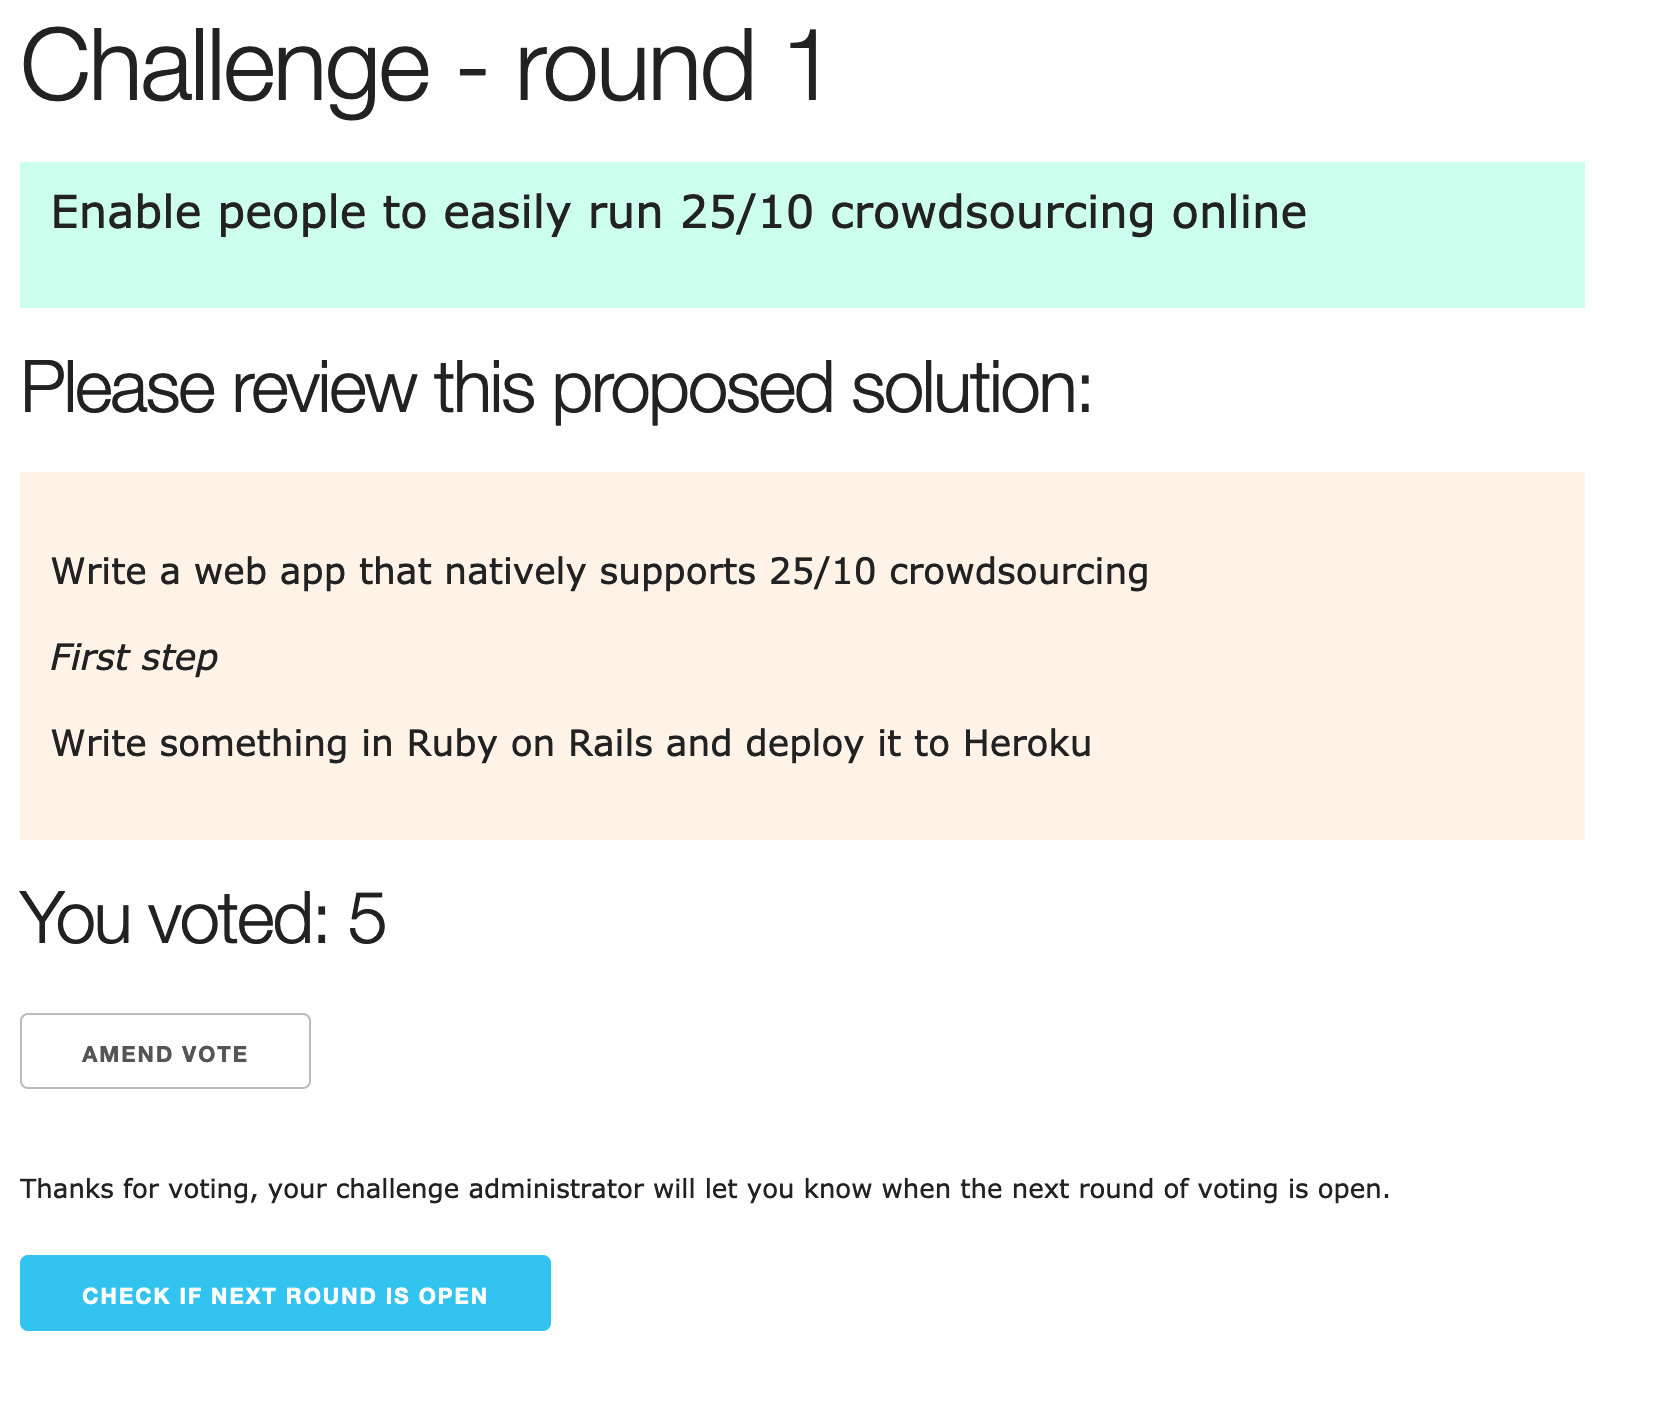 Challenge - round 1
Enable people to easily run 25/10 crowdsourcing online
Please review this proposed solution:
Write a web app that natively supports 25/10 crowdsourcing
First step
Write something in Ruby on Rails and deploy it to Heroku
You voted: 5
AMEND VOTE
Thanks for voting, your challenge administrator will let you know when the next round of voting is open.
CHECK IF NEXT ROUND IS OPEN